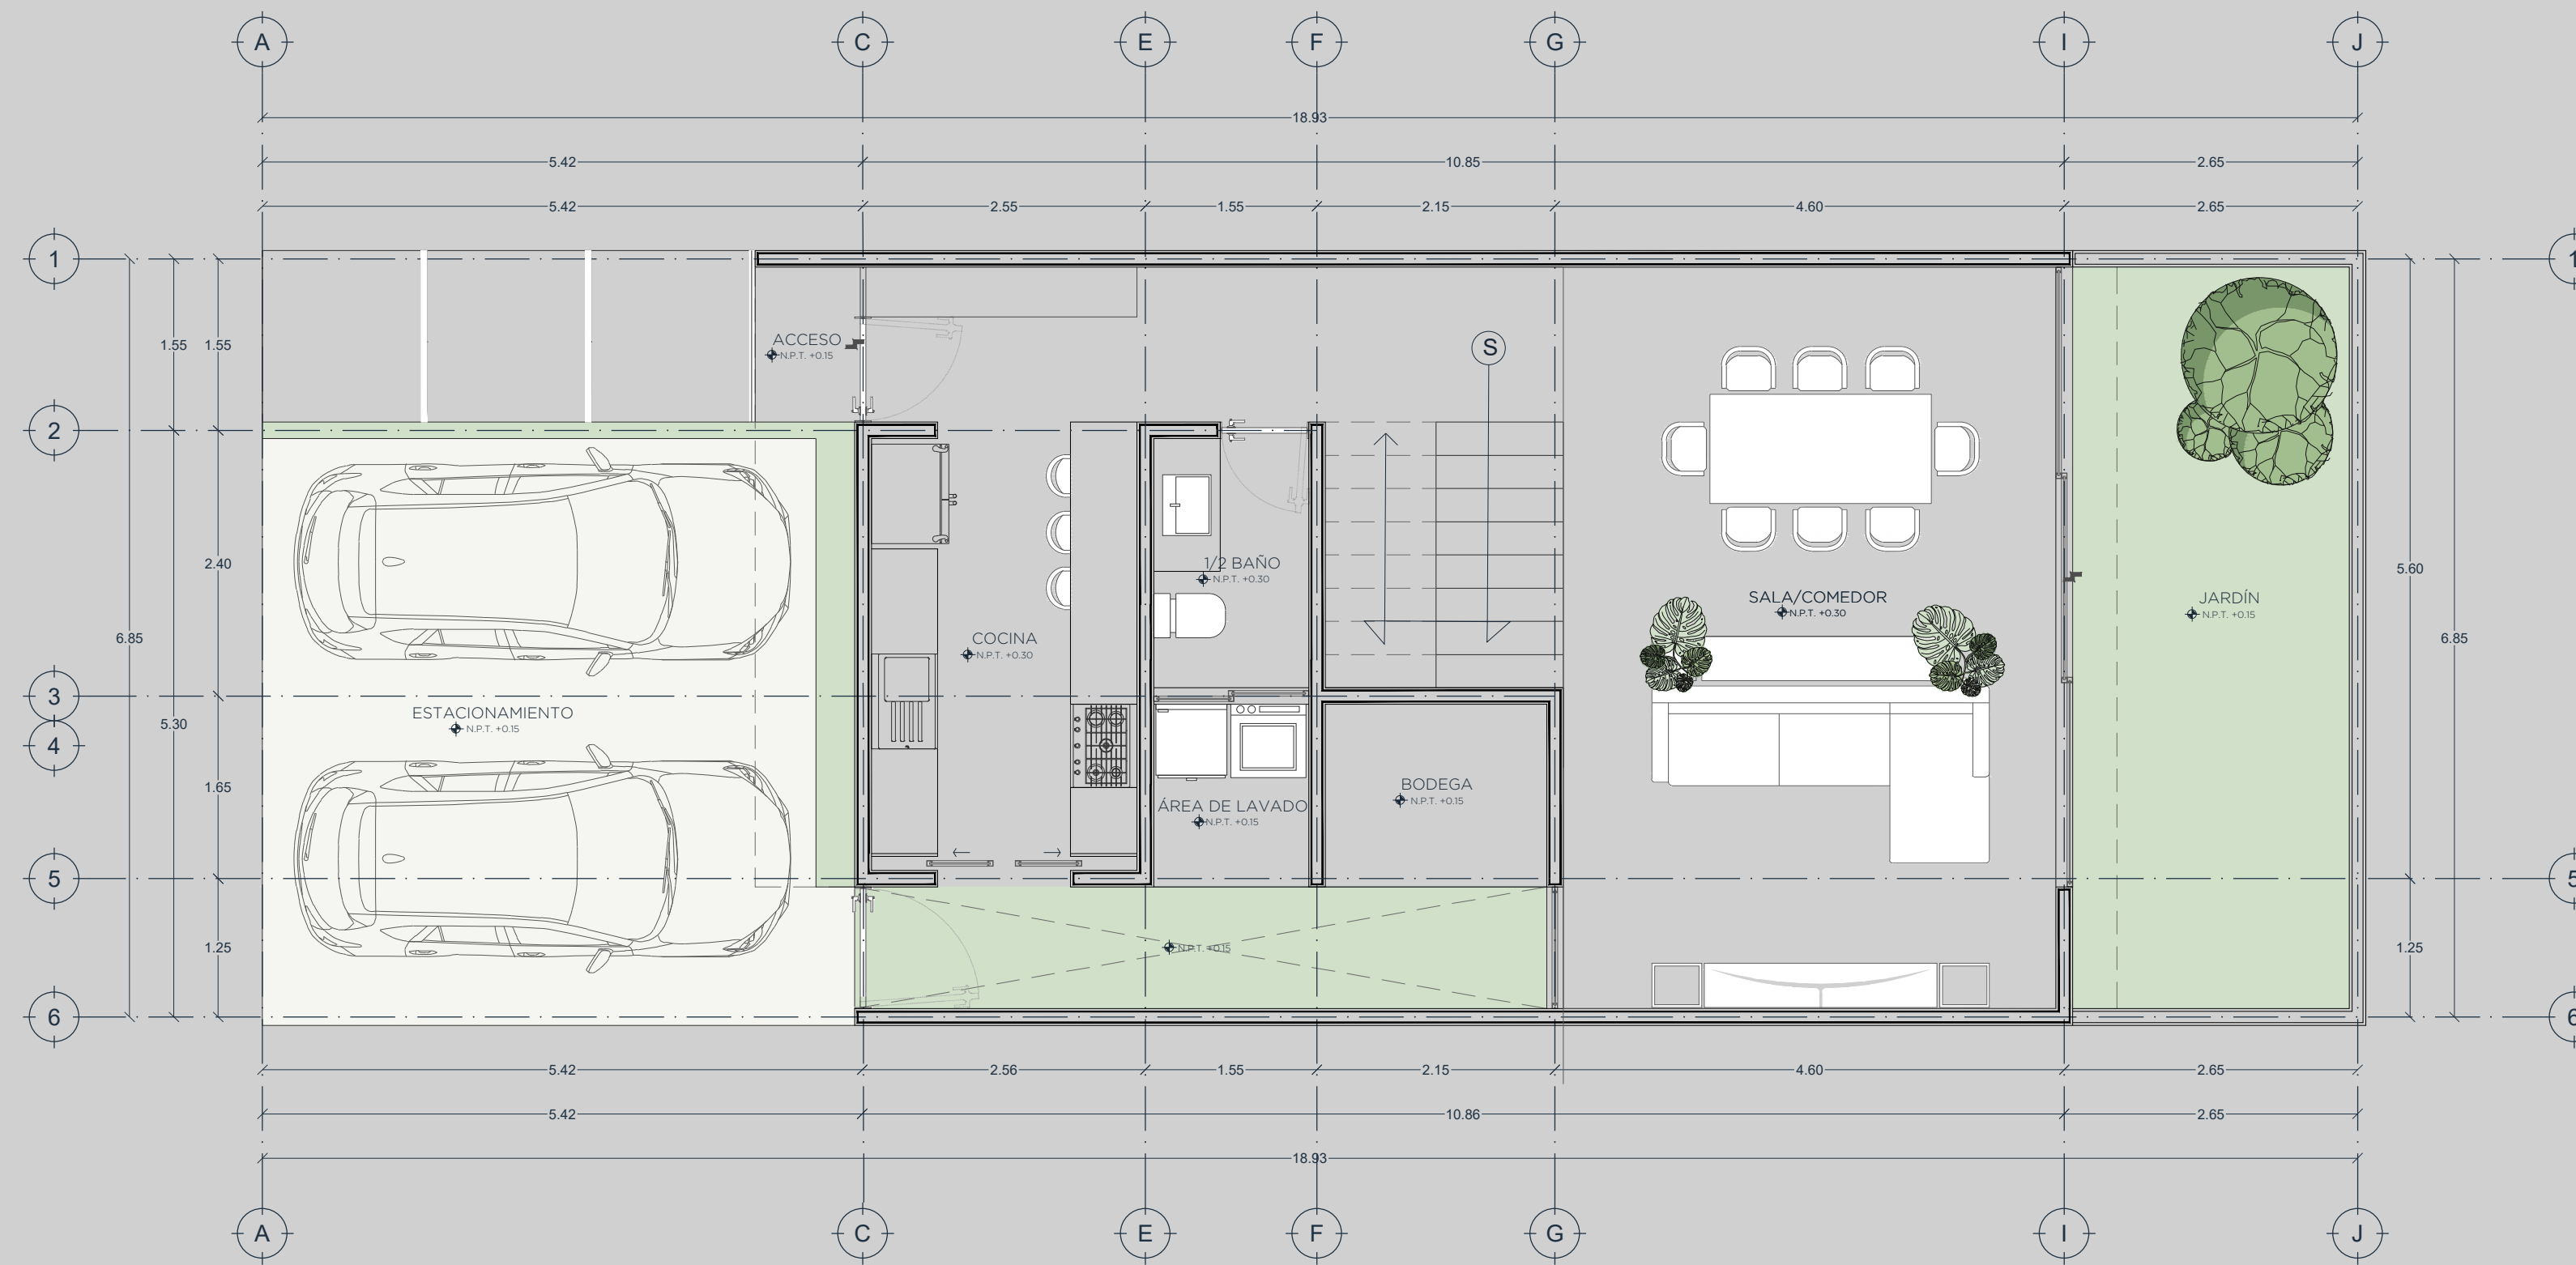 A C E F G I J
18.93
5.42 10.85 2.65
5.42 2.55 1.55 2.15 4.60 2.65
1 1
ACCESO
N.P.T. +0.15
1.55 1.55
S
2
2.40
1/2 BAÑO
N.P.T. +0.30
5.60
SALA/COMEDOR
N.P.T. +0.30
JARDÍN
N.P.T. +0.15
COCINA
N.P.T. +0.30
6.85 6.85
3
ESTACIONAMIENTO
N.P.T. +0.15
5.30
4
1.65
BODEGA
N.P.T. +0.15
ÁREA DE LAVADO
N.P.T. +0.15
5 5
1.25 1.25
N.P.T. +0.15
6 6
5.42 2.56 1.55 2.15 4.60 2.65
5.42 10.86 2.65
18.93
A C E F G I J